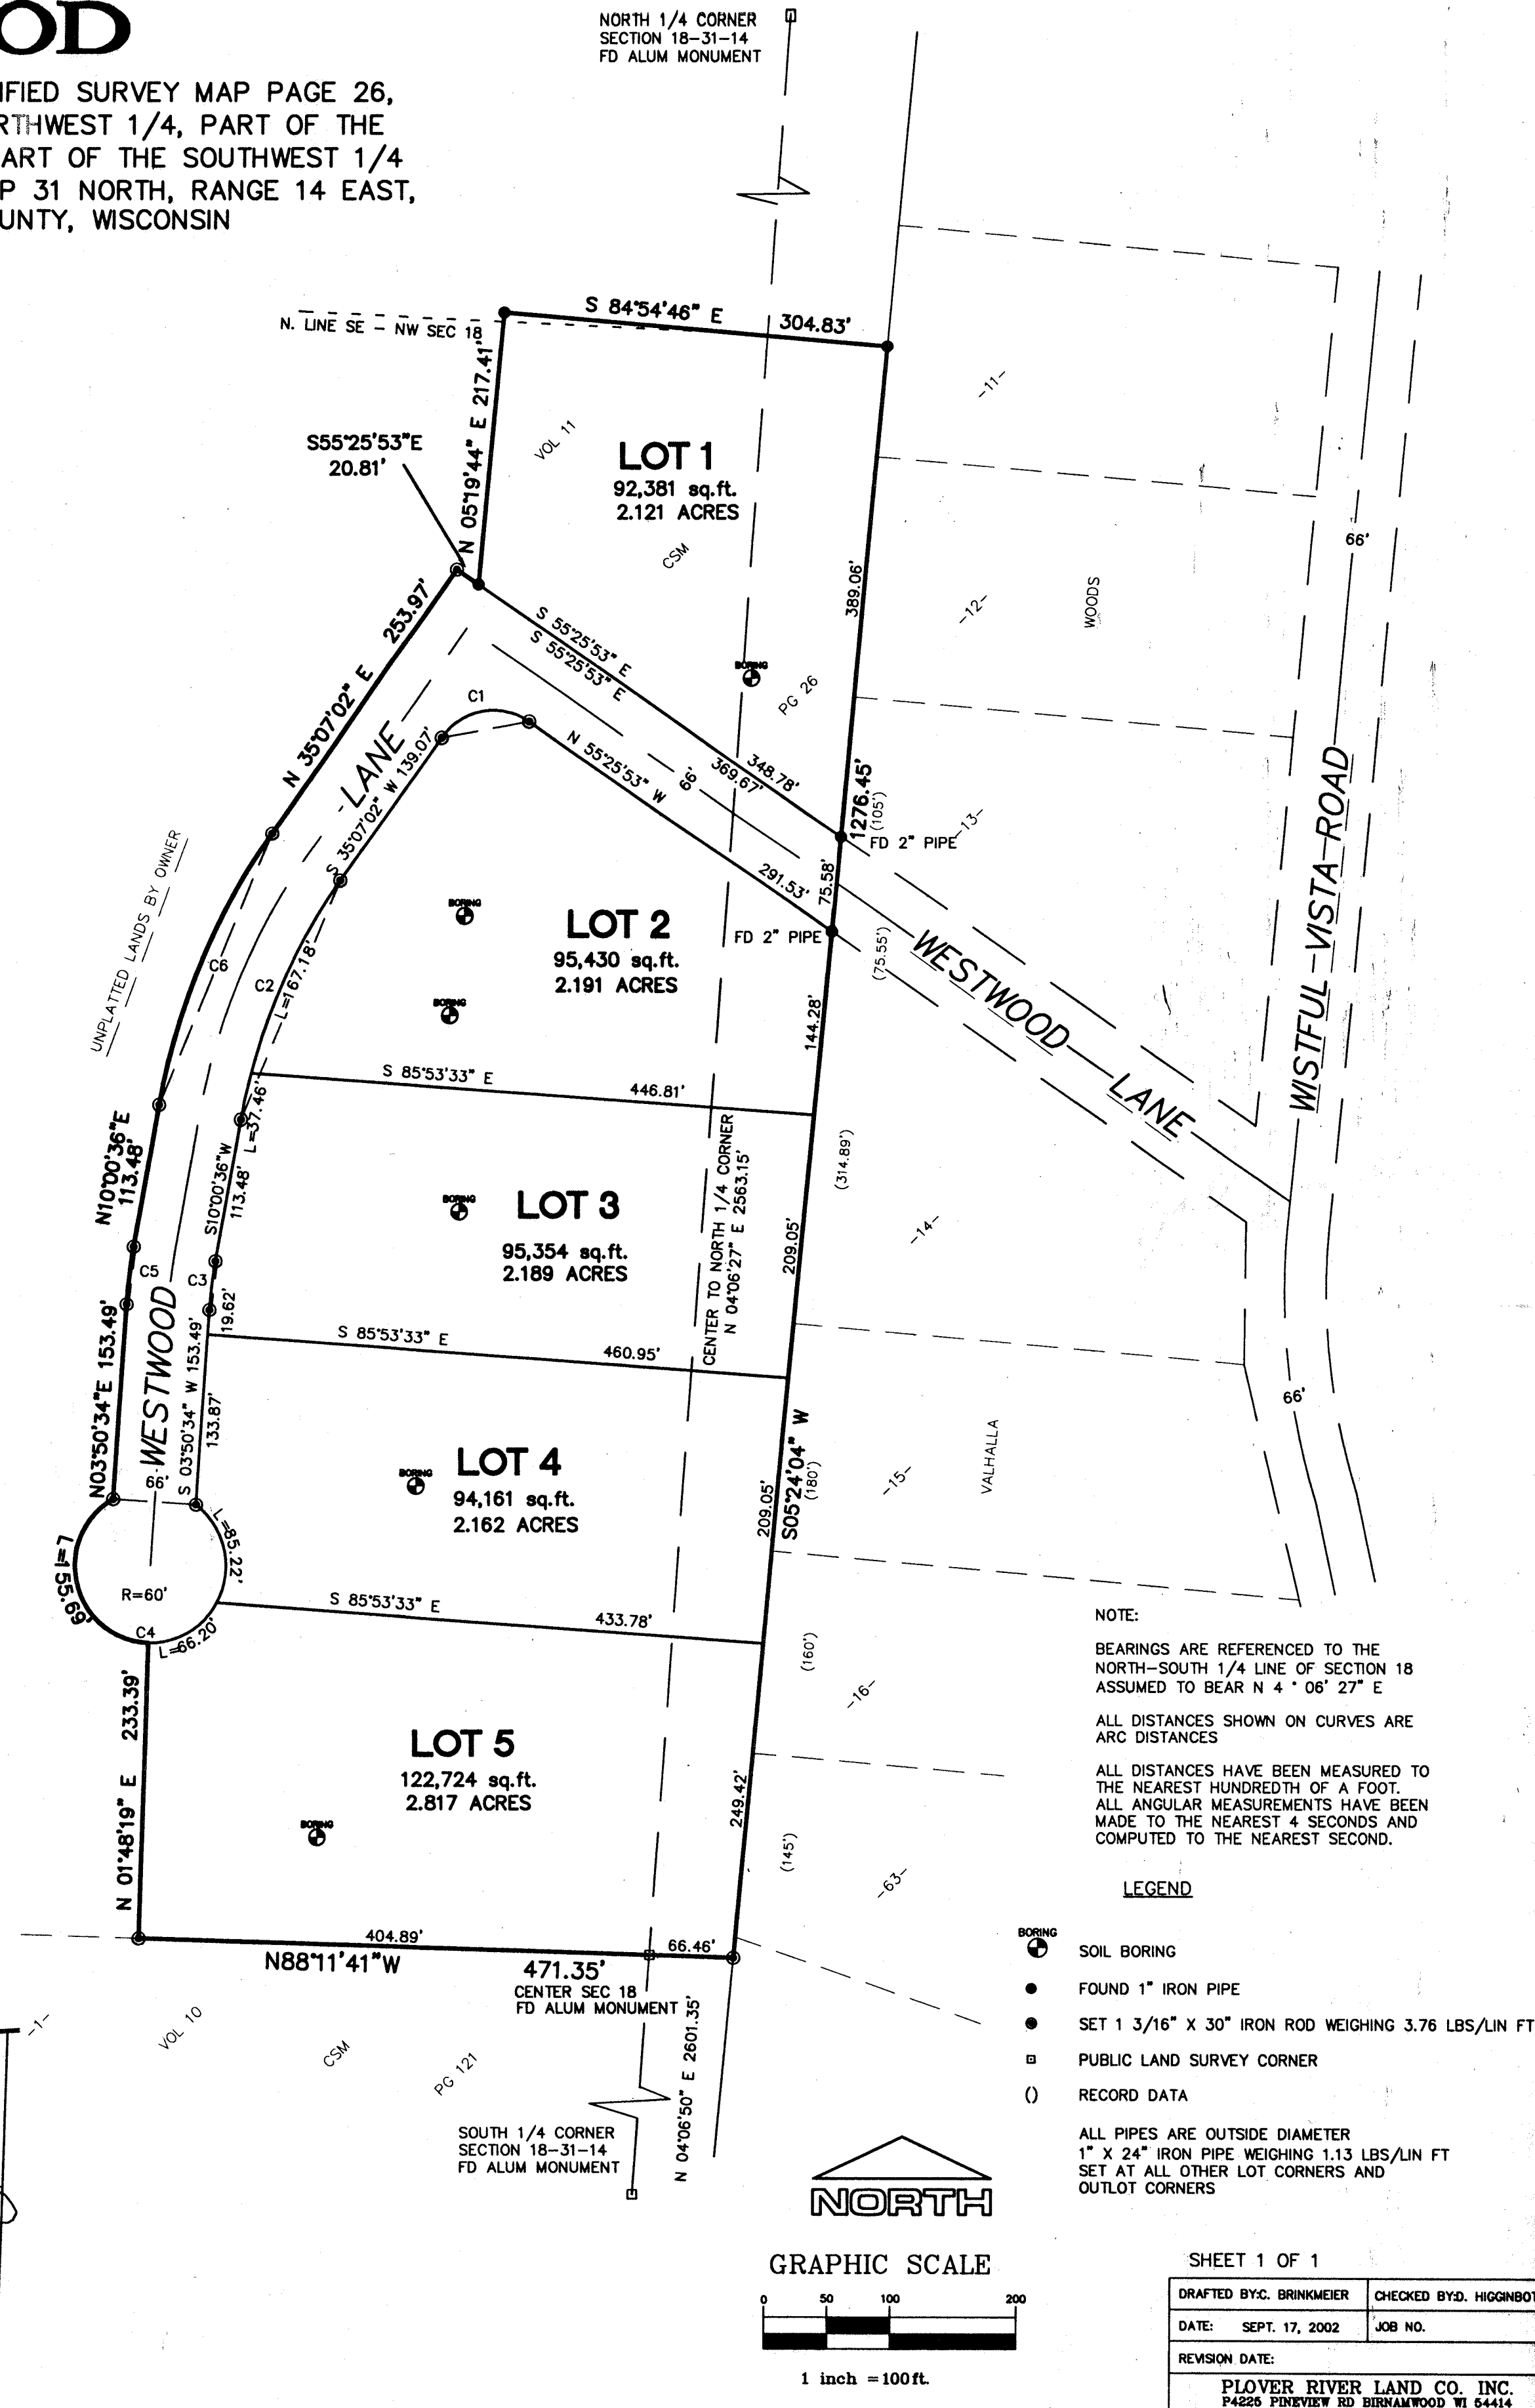 OD
IFIED SURVEY MAP PAGE 26,
RTHWEST 1/4, PART OF THE
ART OF THE SOUTHWEST 1/4
P 31 NORTH, RANGE 14 EAST,
UNTY, WISCONSIN
NORTH 1/4 CORNER
SECTION 18-31-14
FD ALUM MONUMENT
S 84°54'46" E
304.83'
N. LINE SE - NW SEC 18
N 05°19'44" E 217.41'
S55°25'53"E
20.81'
VOL 11
LOT 1
92,381 sq.ft.
2.121 ACRES
CSM
PG 26
BORING
389.06'
-11-
-12-
WOODS
66'
N 35°07'02" E 253.97'
S 55°25'53" E
S 55°25'53" E
348.78'
369.67'
66'
C1
N 55°25'53" W
291.53'
LANE
S 35°07'02" W 139.07'
1276.45'
(105')
-13-
FD 2" PIPE
75.58'
FD 2" PIPE
(75.55')
WESTWOOD LANE
WISTFUL VISTA ROAD
UNPLATTED LANDS BY OWNER
C6
C2
L=167.18'
BORING
LOT 2
95,430 sq.ft.
2.191 ACRES
BORING
144.28'
S 85°53'33" E
446.81'
L=37.46'
N10°00'36"E
113.48'
S10°00'36"W
113.48'
BORING
LOT 3
95,354 sq.ft.
2.189 ACRES
CENTER TO NORTH 1/4 CORNER
N 04°06'27" E 2563.15'
209.05'
(314.89')
-14-
C5
C3
19.62'
S 85°53'33" E
460.95'
N03°50'34"E 153.49'
WESTWOOD
S 03°50'34" W 153.49'
133.87'
66'
66'
BORING
LOT 4
94,161 sq.ft.
2.162 ACRES
209.05'
S05°24'04" W
(180')
-15-
VALHALLA
L=155.69'
L=85.22'
R=60'
C4
L=66.20'
S 85°53'33" E
433.78'
(160')
-16-
N 01°48'19" E 233.39'
LOT 5
122,724 sq.ft.
2.817 ACRES
BORING
249.42'
(145')
-63-
404.89'
66.46'
N88°11'41"W
471.35'
CENTER SEC 18
FD ALUM MONUMENT
N 04°06'50" E 2601.35'
-1-
VOL 10
CSM
PG 121
SOUTH 1/4 CORNER
SECTION 18-31-14
FD ALUM MONUMENT
NOTE:
BEARINGS ARE REFERENCED TO THE
NORTH-SOUTH 1/4 LINE OF SECTION 18
ASSUMED TO BEAR N 4 ° 06' 27" E
ALL DISTANCES SHOWN ON CURVES ARE
ARC DISTANCES
ALL DISTANCES HAVE BEEN MEASURED TO
THE NEAREST HUNDREDTH OF A FOOT.
ALL ANGULAR MEASUREMENTS HAVE BEEN
MADE TO THE NEAREST 4 SECONDS AND
COMPUTED TO THE NEAREST SECOND.
LEGEND
BORING
SOIL BORING
FOUND 1" IRON PIPE
SET 1 3/16" X 30" IRON ROD WEIGHING 3.76 LBS/LIN FT
PUBLIC LAND SURVEY CORNER
() RECORD DATA
ALL PIPES ARE OUTSIDE DIAMETER
1" X 24" IRON PIPE WEIGHING 1.13 LBS/LIN FT
SET AT ALL OTHER LOT CORNERS AND
OUTLOT CORNERS
NORTH
GRAPHIC SCALE
0 50 100 200
1 inch = 100 ft.
SHEET 1 OF 1
DRAFTED BY:C. BRINKMEIER
CHECKED BY:D. HIGGINBOT
DATE: SEPT. 17, 2002
JOB NO.
REVISION DATE:
PLOVER RIVER LAND CO. INC.
P4225 PINEVIEW RD BIRNAMWOOD WI 54414